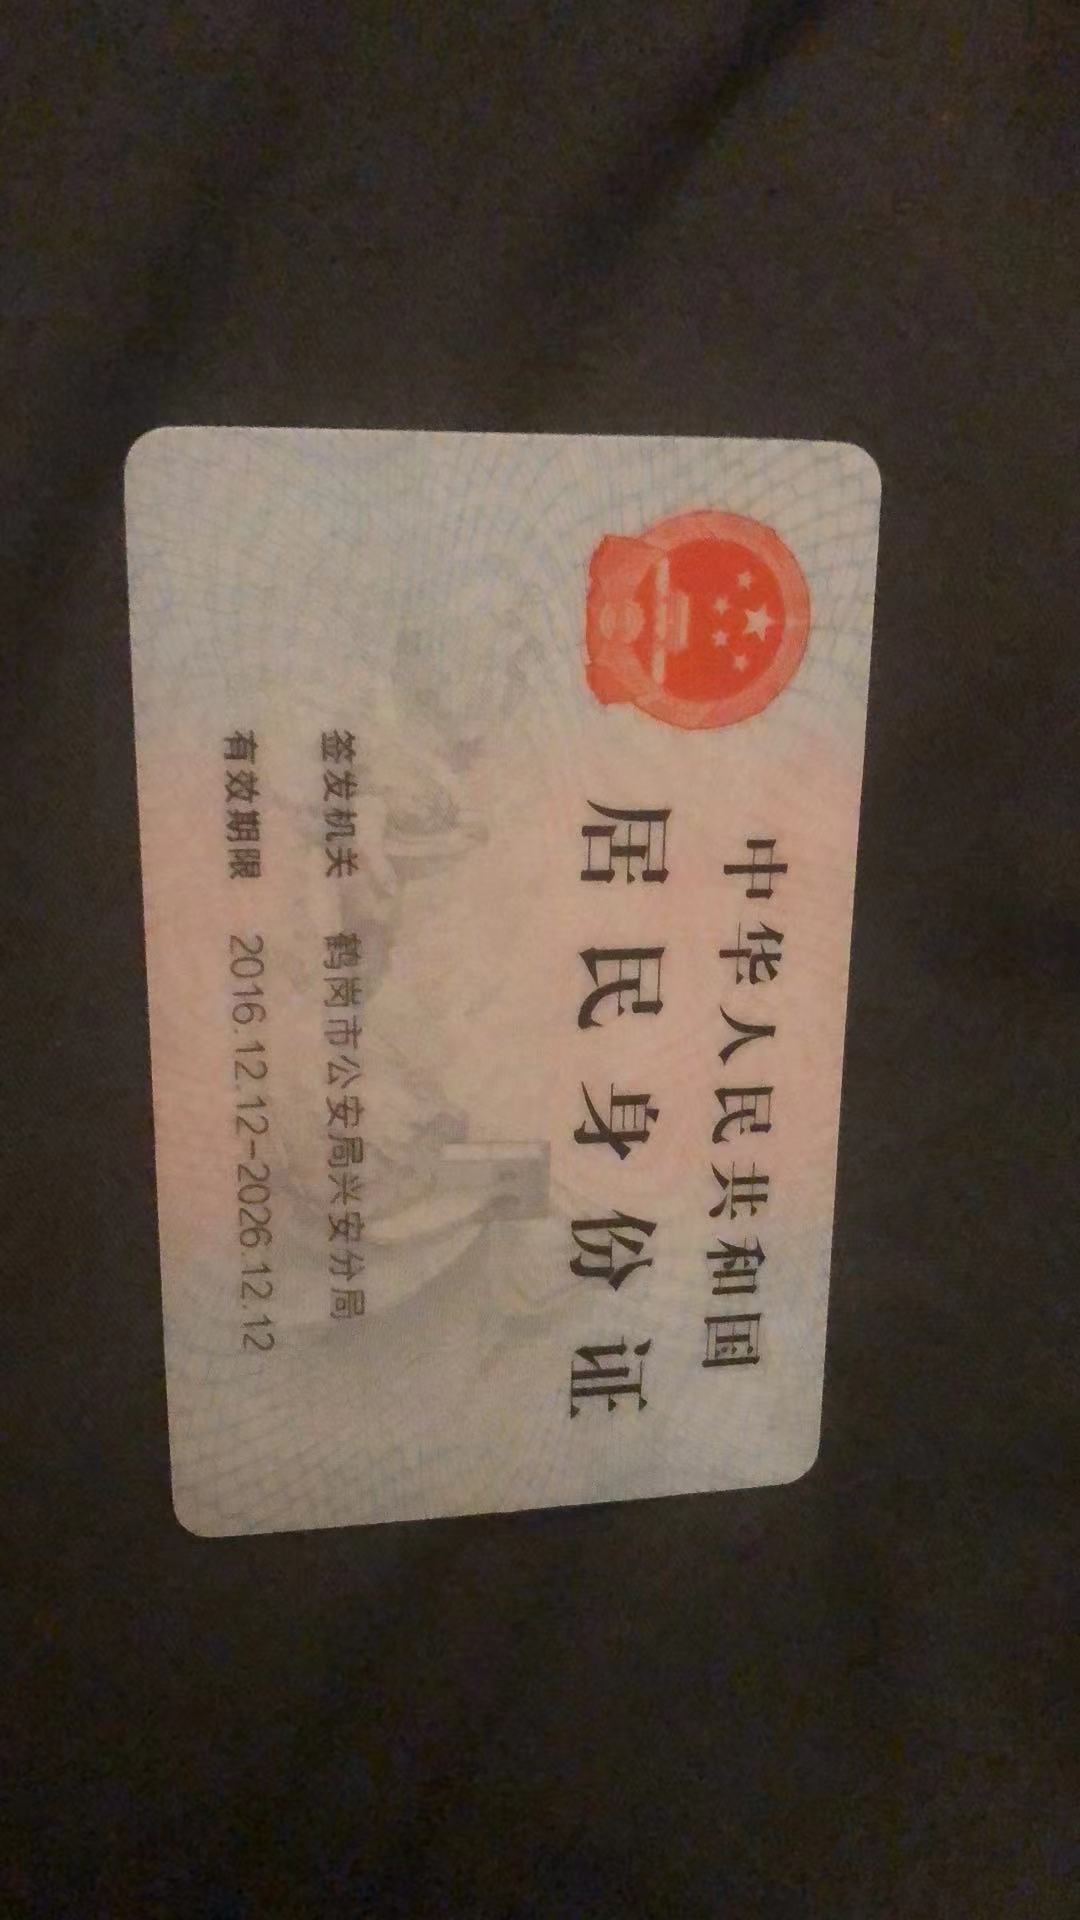 中华人民共和国
居民身份证
签发机关 鹤岗市公安局兴安分局
有效期限 2016.12.12-2026.12.12